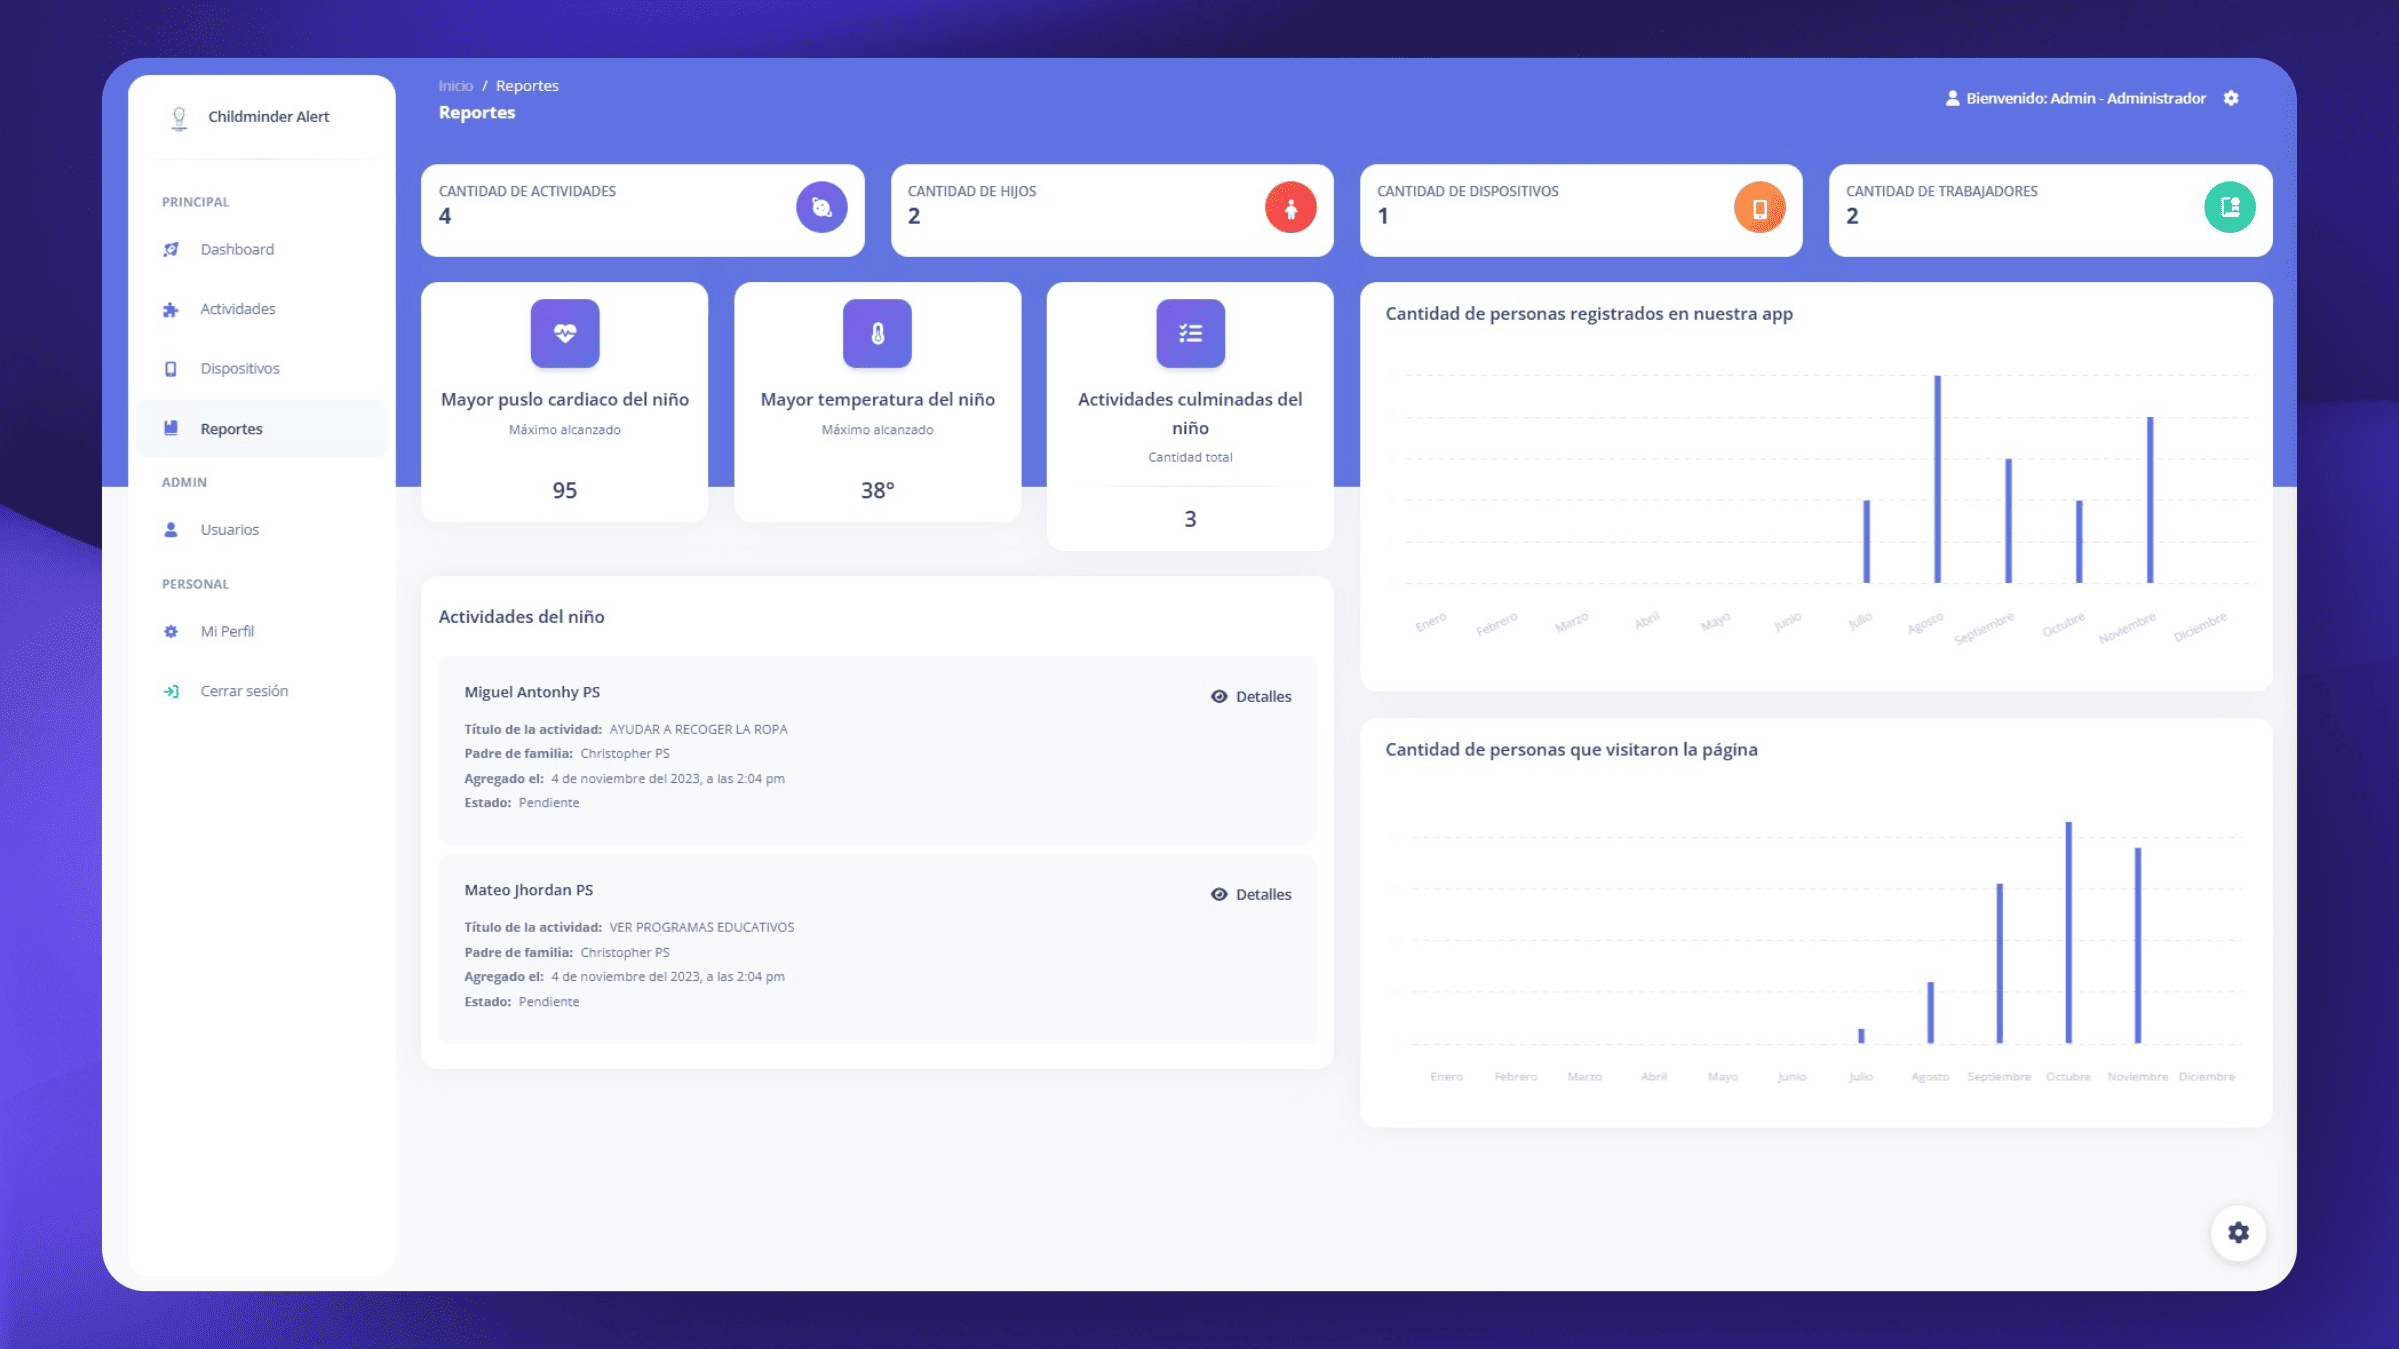 Childminder Alert
PRINCIPAL
Dashboard
Actividades
Dispositivos
Reportes
ADMIN
Usuarios
PERSONAL
Mi Perfil
Cerrar sesión
Inicio / Reportes
Reportes
Bienvenido: Admin - Administrador
CANTIDAD DE ACTIVIDADES
4
CANTIDAD DE HIJOS
2
CANTIDAD DE DISPOSITIVOS
1
CANTIDAD DE TRABAJADORES
2
Mayor puslo cardiaco del niño
Máximo alcanzado
95
Mayor temperatura del niño
Máximo alcanzado
38°
Actividades culminadas del
niño
Cantidad total
3
Actividades del niño
Miguel Antonhy PS
Detalles
Título de la actividad: AYUDAR A RECOGER LA ROPA
Padre de familia: Christopher PS
Agregado el: 4 de noviembre del 2023, a las 2:04 pm
Estado: Pendiente
Mateo Jhordan PS
Detalles
Título de la actividad: VER PROGRAMAS EDUCATIVOS
Padre de familia: Christopher PS
Agregado el: 4 de noviembre del 2023, a las 2:04 pm
Estado: Pendiente
Cantidad de personas registrados en nuestra app
Enero Febrero Marzo Abril Mayo Junio Julio Agosto Septiembre Octubre Noviembre Diciembre
Cantidad de personas que visitaron la página
Enero Febrero Marzo Abril Mayo Junio Julio Agosto Septiembre Octubre Noviembre Diciembre